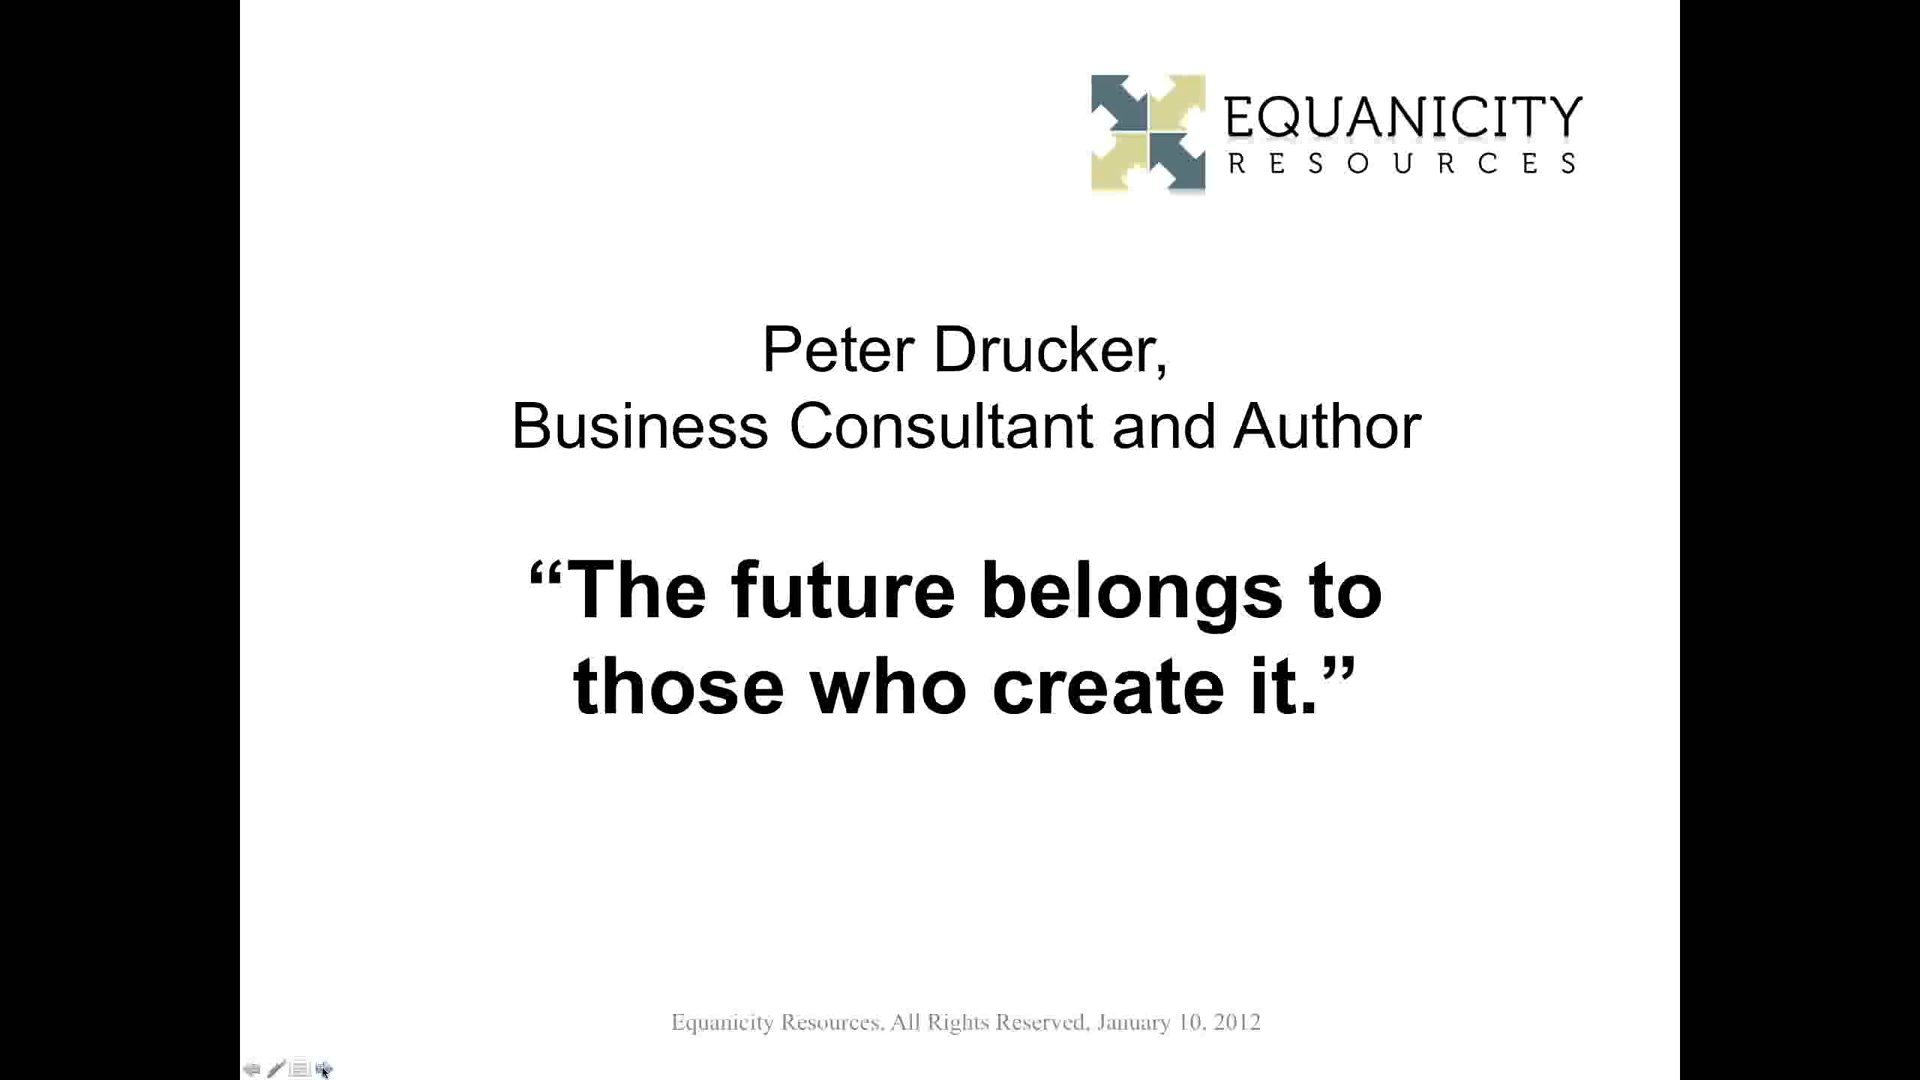 EQUANICITY
RESOURCES
Peter Drucker,
Business Consultant and Author
“The future belongs to
those who create it.”
Equanicity Resources, All Rights Reserved, January 10, 2012